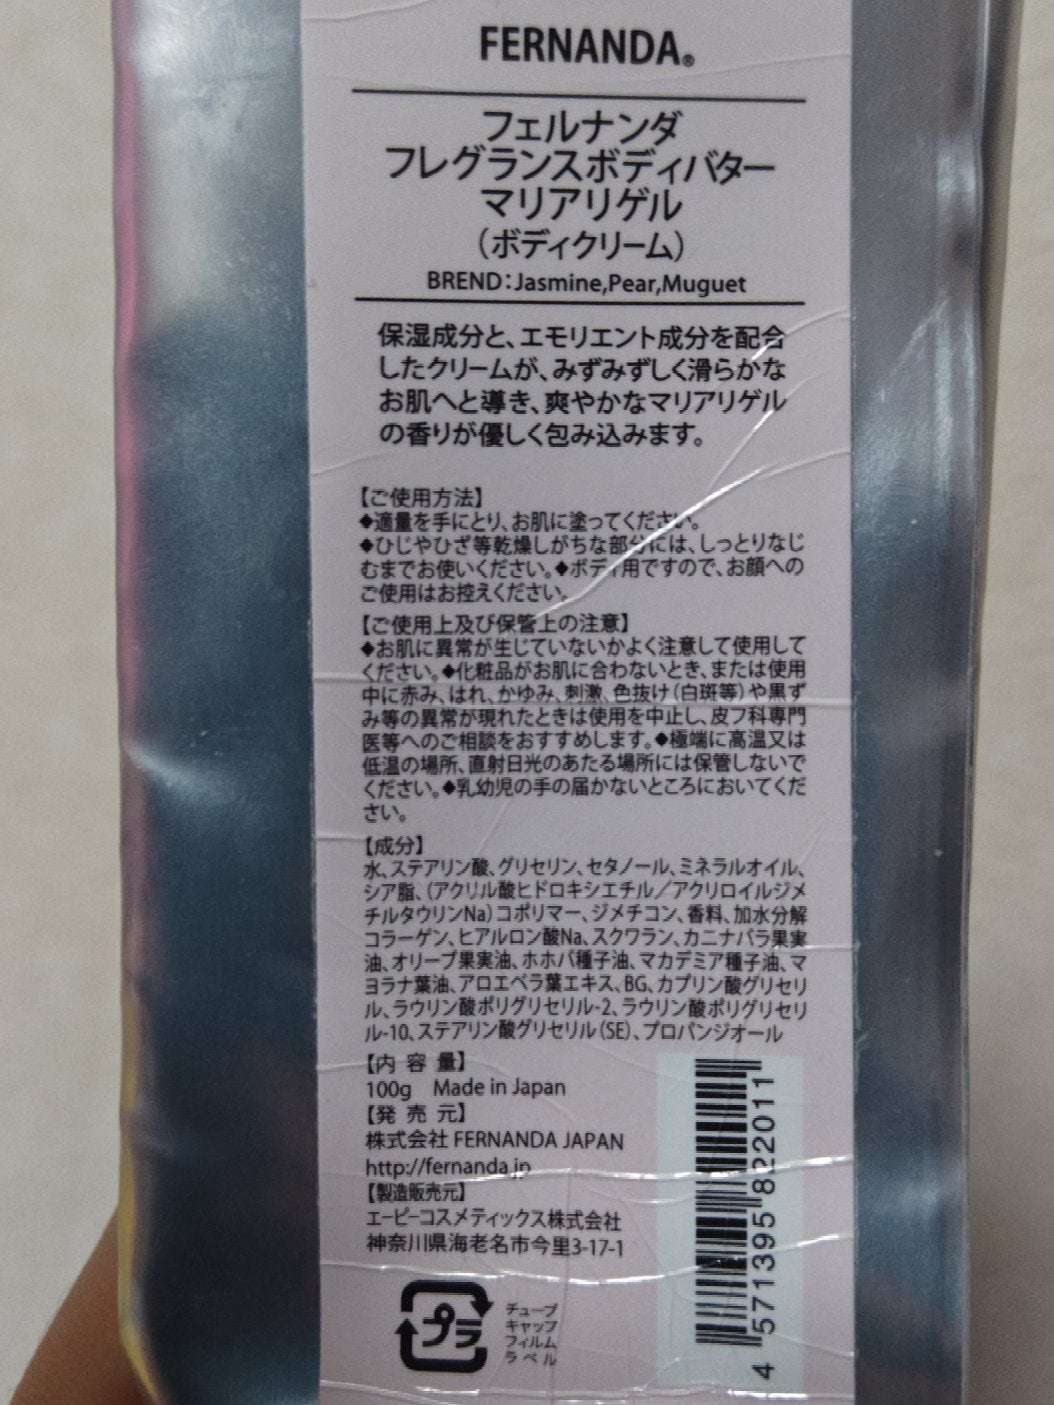 FERNANDA®
フェルナンダ
フレグランスボディバター
マリアリゲル
（ボディクリーム）
BREND:Jasmine,Pear,Muguet
保湿成分と、エモリエント成分を配合
したクリームが、みずみずしく滑らかな
お肌へと導き、爽やかなマリアリゲル
の香りが優しく包み込みます。
【ご使用方法】
◆適量を手にとり、お肌に塗ってください。
◆ひじやひざ等乾燥しがちな部分には、しっとりなじ
むまでお使いください。◆ボディ用ですので、お顔への
ご使用はお控えください。
【ご使用上及び保管上の注意】
◆お肌に異常が生じていないかよく注意して使用して
ください。◆化粧品がお肌に合わないとき、または使用
中に赤み、はれ、かゆみ、刺激、色抜け（白斑等）や黒ず
み等の異常が現れたときは使用を中止し、皮フ科専門
医等へのご相談をおすすめします。◆極端に高温又は
低温の場所、直射日光のあたる場所には保管しないで
ください。◆乳幼児の手の届かないところにおいてくだ
さい。
【成分】
水、ステアリン酸、グリセリン、セタノール、ミネラルオイル、
シア脂、（アクリル酸ヒドロキシエチル／アクリロイルジメ
チルタウリンNa）コポリマー、ジメチコン、香料、加水分解
コラーゲン、ヒアルロン酸Na、スクワラン、カニナバラ果実
油、オリーブ果実油、ホホバ種子油、マカデミア種子油、マ
ヨラナ葉油、アロエベラ葉エキス、BG、カプリン酸グリセリ
ル、ラウリン酸ポリグリセリル-2、ラウリン酸ポリグリセリ
ル-10、ステアリン酸グリセリル（SE）、プロパンジオール
【内 容 量】
100g Made in Japan
【発 売 元】
株式会社 FERNANDA JAPAN
http://fernanda.jp
【製造販売元】
エーピーコスメティックス株式会社
神奈川県海老名市今里3-17-1
プラ
チューブ
キャップ
フィルム
ラベル
4 571395 822011